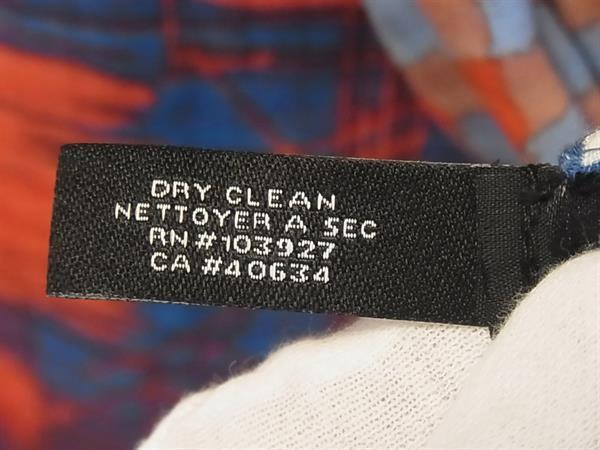 DRY CLEAN
NETTOYER A SEC
RN#103927
CA #40634